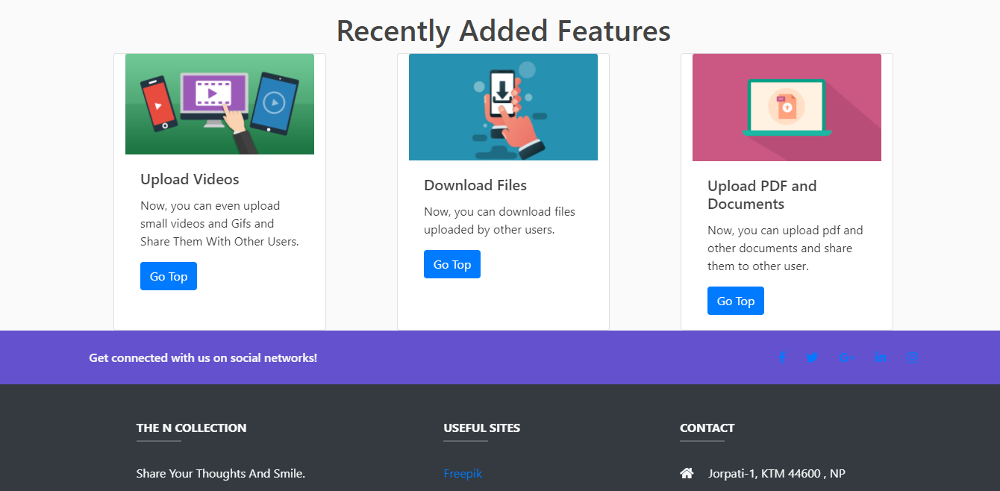 Recently Added Features
Upload Videos
Now, you can even upload
small videos and Gifs and
Share Them With Other Users.
Go Top
Download Files
Now, you can download files
uploaded by other users.
Go Top
Upload PDF and
Documents
Now, you can upload pdf and
other documents and share
them to other user.
Go Top
Get connected with us on social networks!
THE N COLLECTION
Share Your Thoughts And Smile.
USEFUL SITES
Freepik
CONTACT
Jorpati-1, KTM 44600 , NP